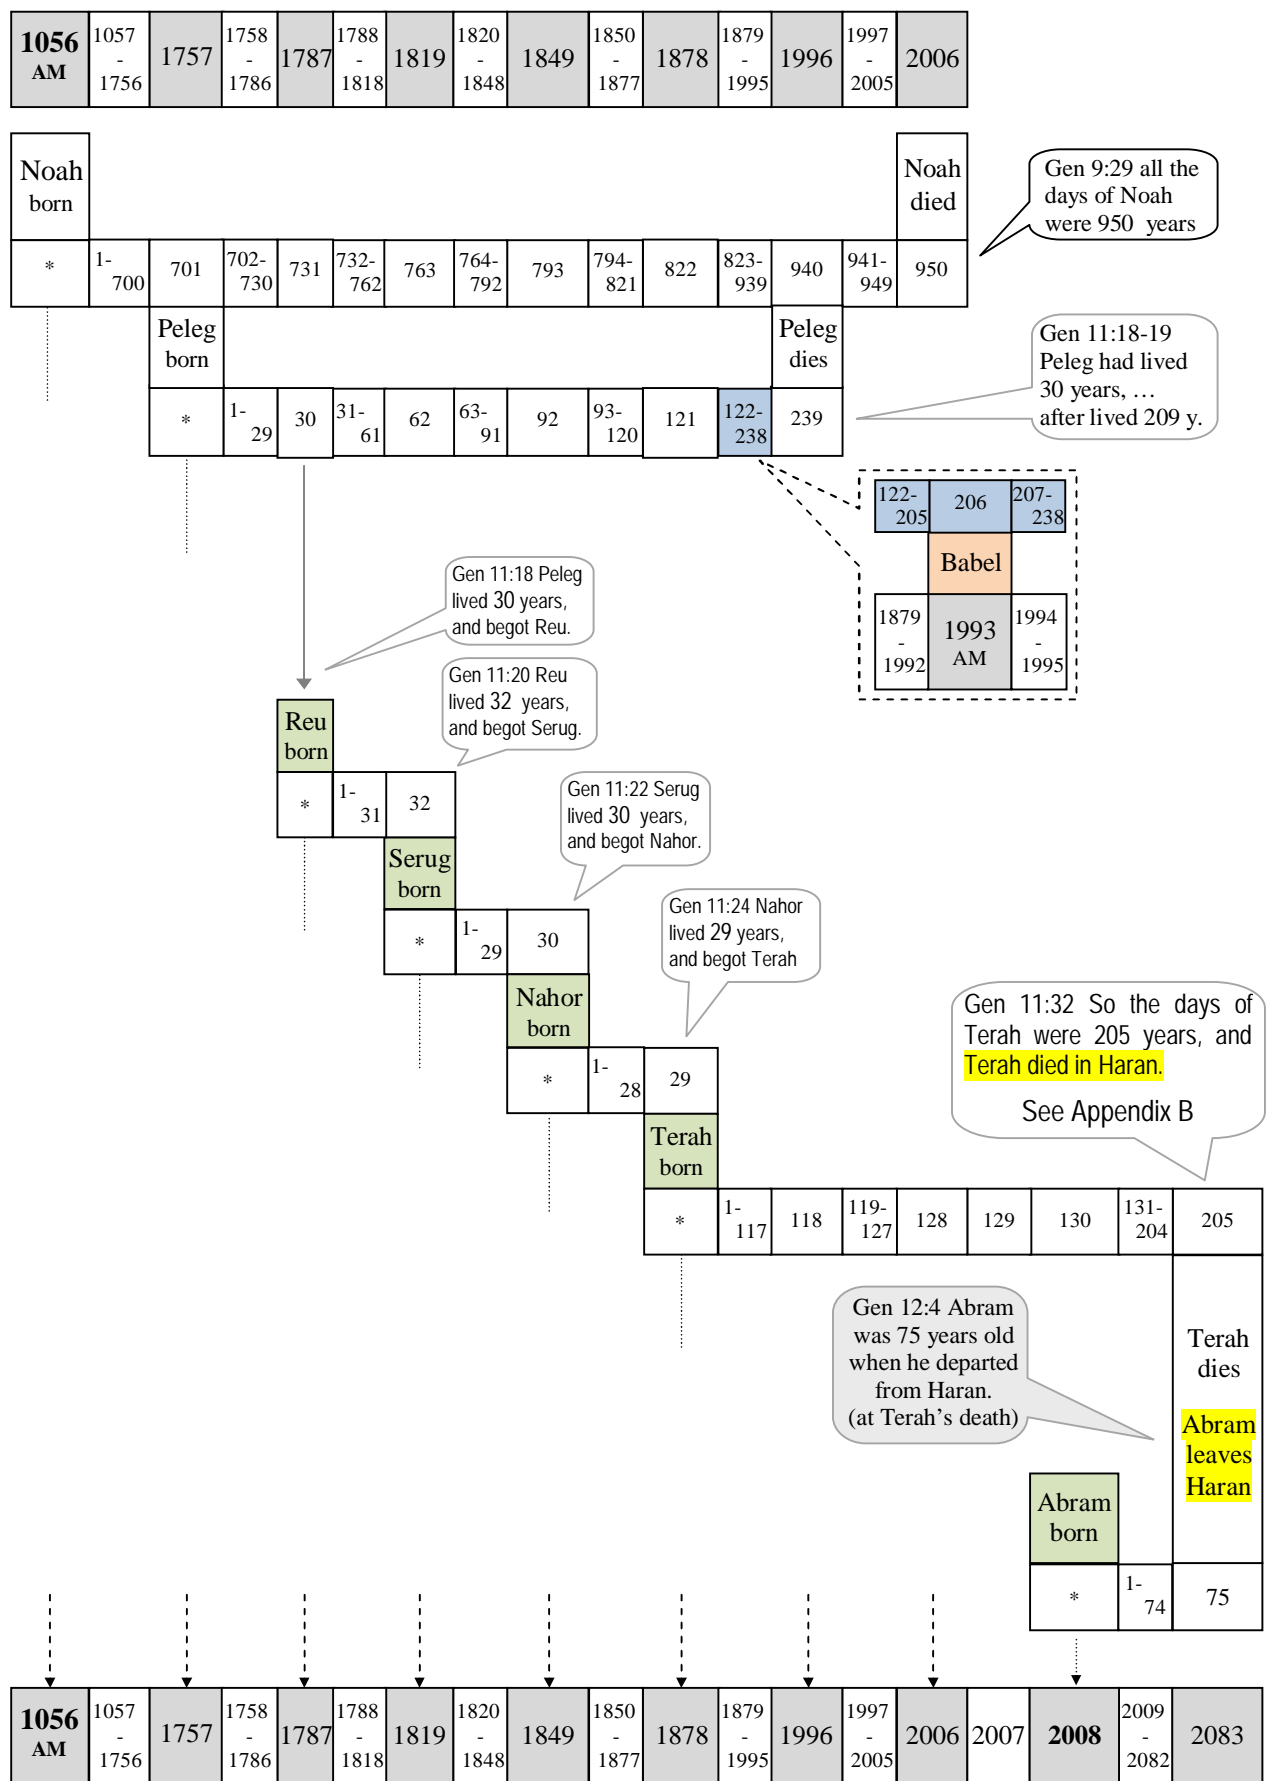 1056 AM 1057 - 1756 1757 1758 - 1786 1787 1788 - 1818 1819 1820 - 1848 1849 1850 - 1877 1878 1879 - 1995 1996 1997 - 2005 2006
Noah born
Noah died
Gen 9:29 all the
days of Noah
were 950 years
* 1-700 701 702-730 731 732-762 763 764-792 793 794-821 822 823-939 940 941-949 950
Peleg born
Peleg dies
Gen 11:18-19
Peleg had lived
30 years, …
after lived 209 y.
* 1-29 30 31-61 62 63-91 92 93-120 121 122-238 239
122-205 206 207-238
Babel
1879 - 1992 1993 AM 1994 - 1995
Gen 11:18 Peleg
lived 30 years,
and begot Reu.
Gen 11:20 Reu
lived 32 years,
and begot Serug.
Reu
born
* 1-31 32
Gen 11:22 Serug
lived 30 years,
and begot Nahor.
Serug
born
* 1-29 30
Gen 11:24 Nahor
lived 29 years,
and begot Terah
Nahor
born
* 1-28 29
Gen 11:32 So the days of
Terah were 205 years, and
Terah died in Haran.
See Appendix B
Terah
born
* 1-117 118 119-127 128 129 130 131-204 205
Gen 12:4 Abram
was 75 years old
when he departed
from Haran.
(at Terah’s death)
Terah
dies
Abram
leaves
Haran
Abram
born
* 1-74 75
1056 AM 1057 - 1756 1757 1758 - 1786 1787 1788 - 1818 1819 1820 - 1848 1849 1850 - 1877 1878 1879 - 1995 1996 1997 - 2005 2006 2007 2008 2009 - 2082 2083